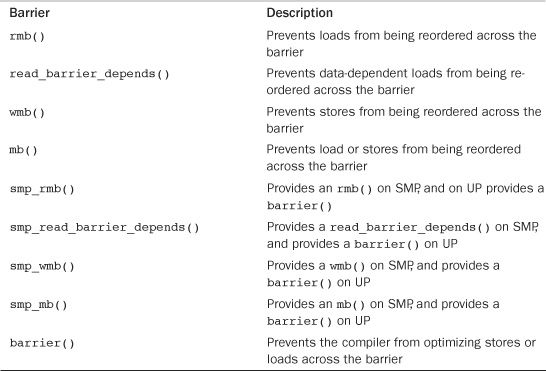 Barrier Description
rmb() Prevents loads from being reordered across the
barrier
read_barrier_depends() Prevents data-dependent loads from being re-
ordered across the barrier
wmb() Prevents stores from being reordered across the
barrier
mb() Prevents load or stores from being reordered
across the barrier
smp_rmb() Provides an rmb() on SMP, and on UP provides a
barrier()
smp_read_barrier_depends() Provides a read_barrier_depends() on SMP,
and provides a barrier() on UP
smp_wmb() Provides a wmb() on SMP, and provides a
barrier() on UP
smp_mb() Provides an mb() on SMP, and provides a
barrier() on UP
barrier() Prevents the compiler from optimizing stores or
loads across the barrier